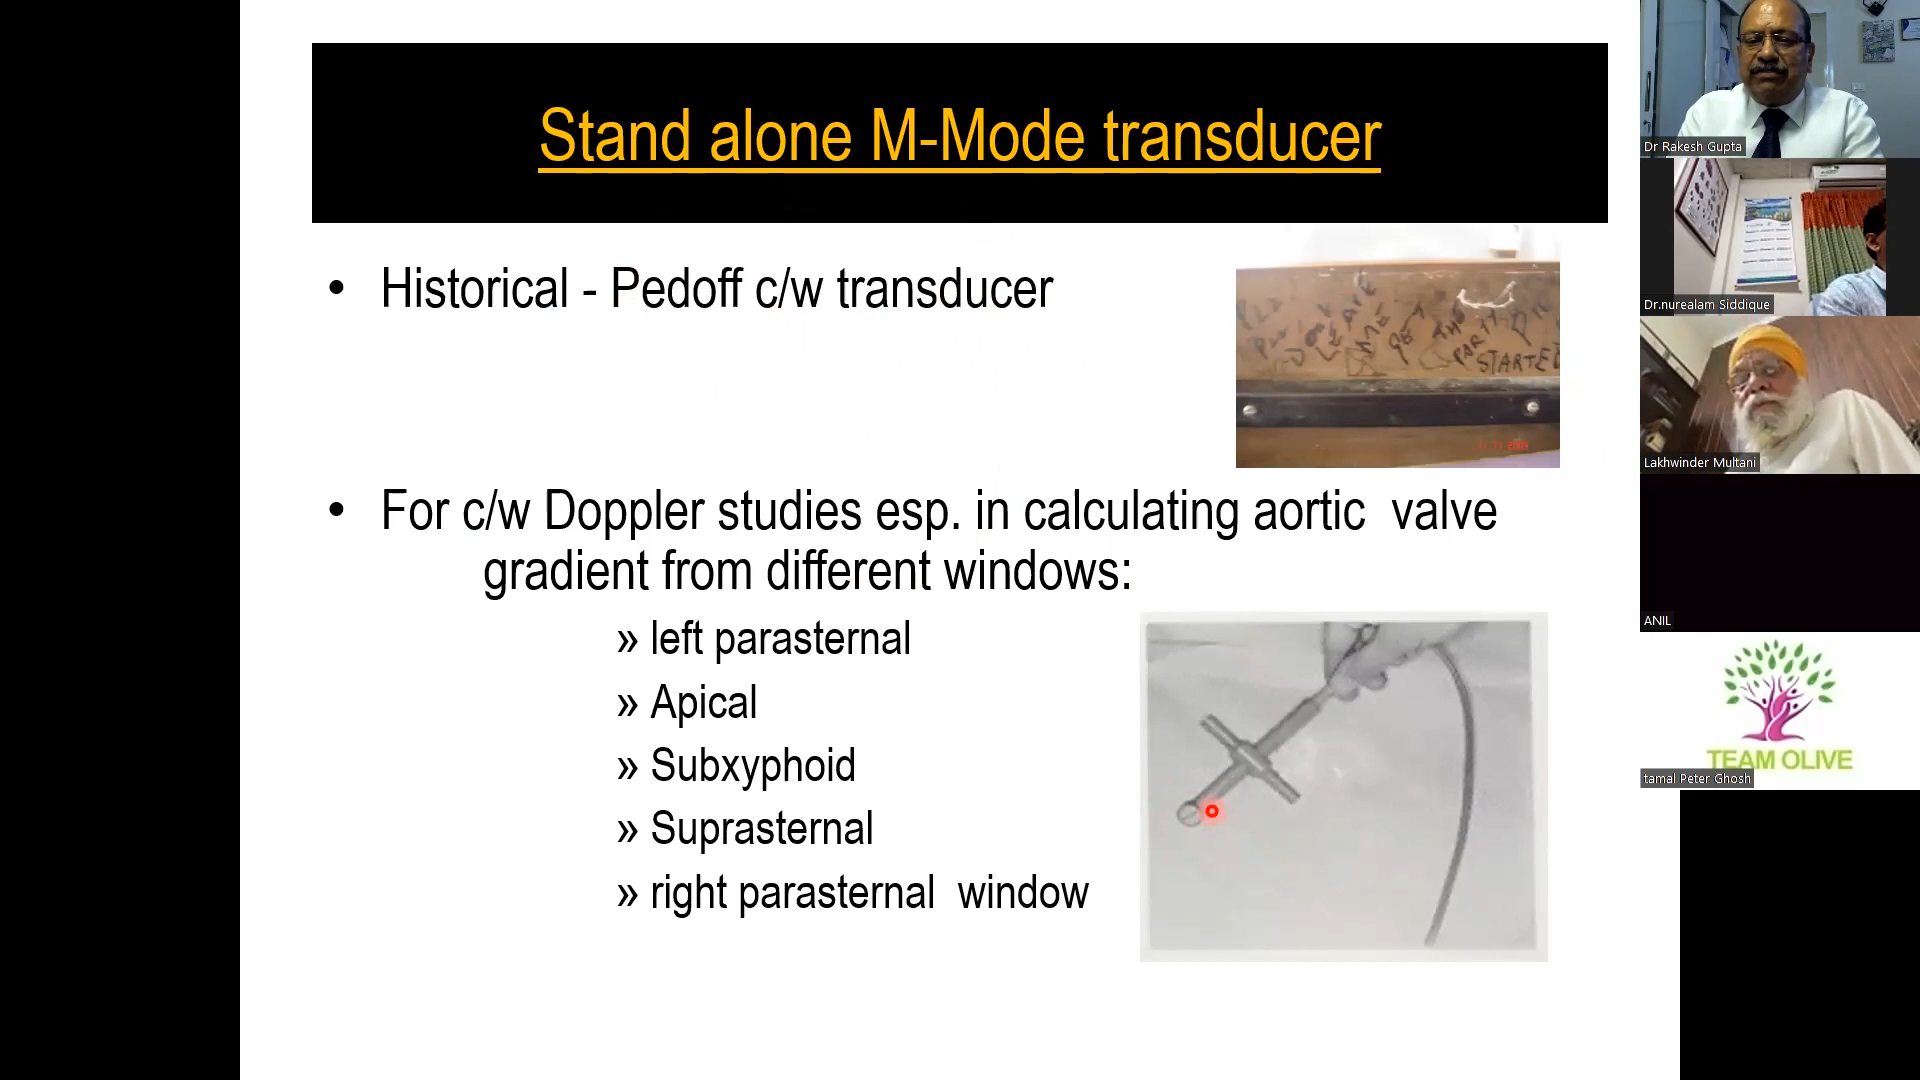 Stand alone M-Mode transducer
• Historical - Pedoff c/w transducer
STARTED
• For c/w Doppler studies esp. in calculating aortic valve
gradient from different windows:
» left parasternal
» Apical
» Subxyphoid
» Suprasternal
» right parasternal window
Dr Rakesh Gupta
Dr.nurealam Siddique
Lakhwinder Multani
ANIL
TEAM OLIVE
tamal Peter Ghosh